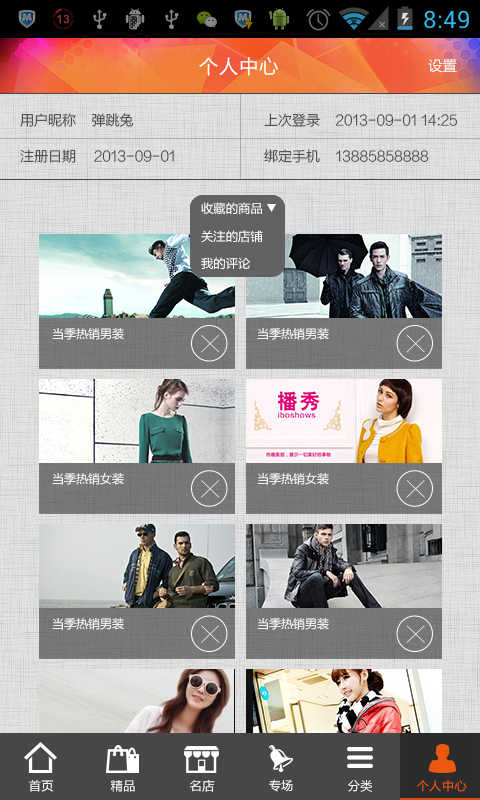 13
8:49
个人中心
设置
用户昵称 弹跳兔
上次登录 2013-09-01 14:25
注册日期 2013-09-01
绑定手机 13885858888
收藏的商品▼
关注的店铺
我的评论
当季热销男装
当季热销男装
播秀
iboshows
当季热销女装
当季热销女装
当季热销男装
当季热销男装
首页
精品
名店
专场
分类
个人中心